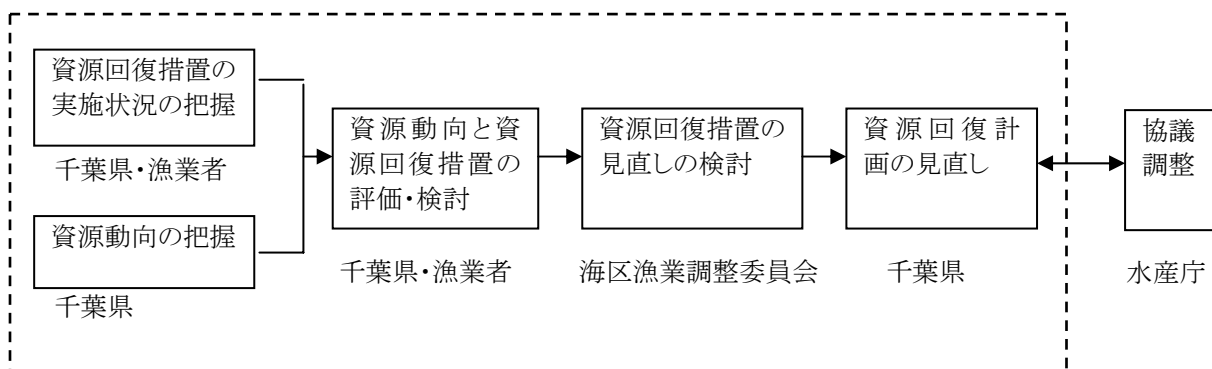 資源回復措置の
実施状況の把握
千葉県・漁業者
資源動向の把握
千葉県
資源動向と資
源回復措置の
評価・検討
千葉県・漁業者
資源回復措置の
見直しの検討
海区漁業調整委員会
資源回復計
画の見直し
千葉県
協議
調整
水産庁